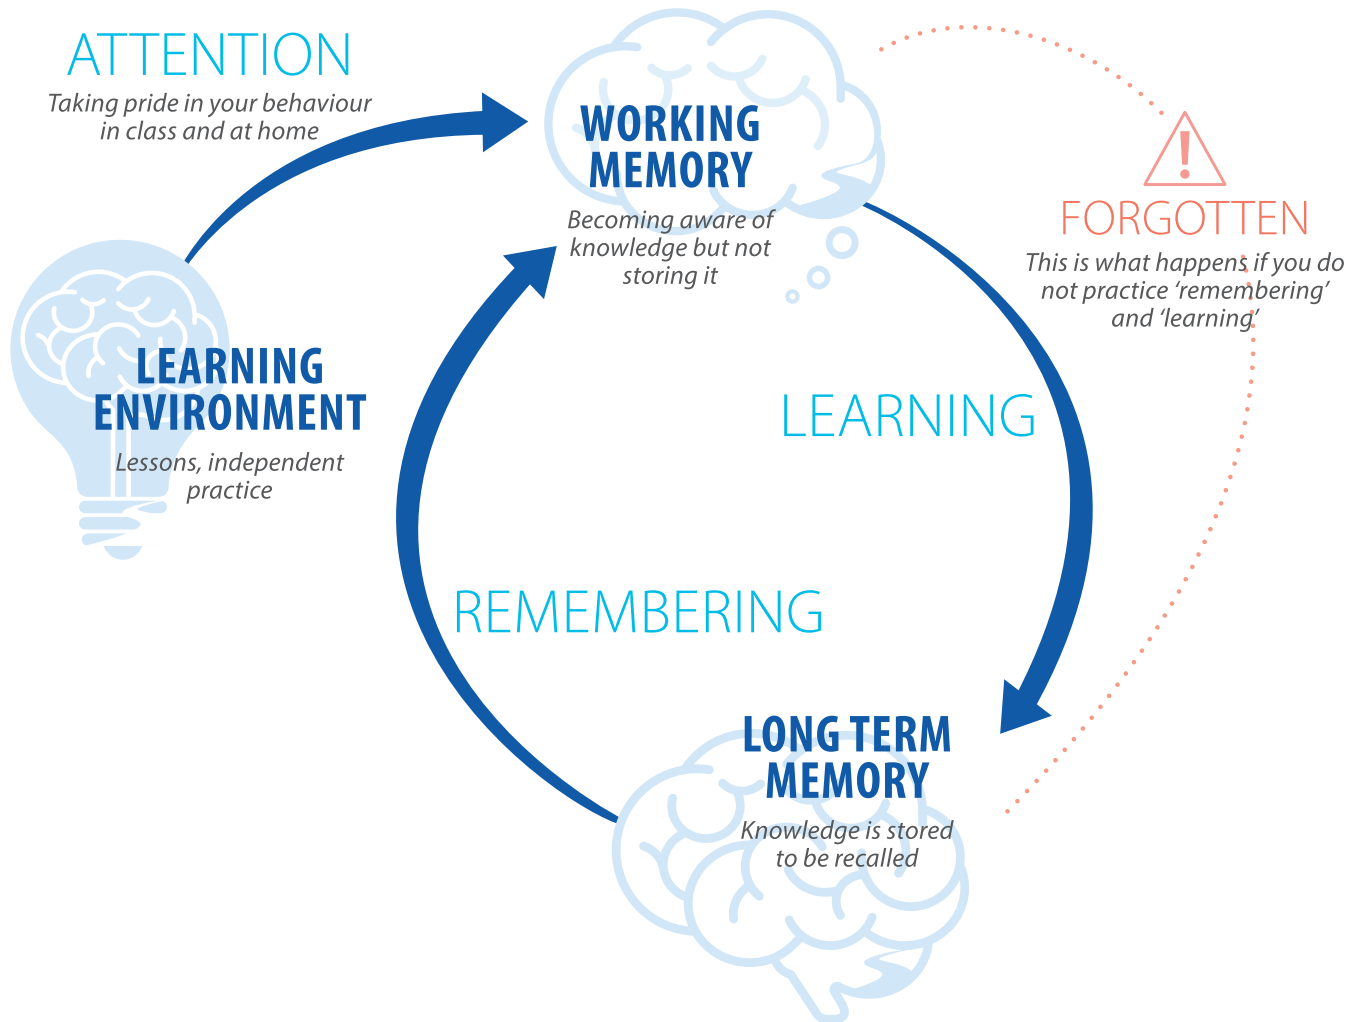 ATTENTION
Taking pride in your behaviour
in class and at home
WORKING
MEMORY
Becoming aware of
knowledge but not
storing it
!
FORGOTTEN
This is what happens if you do
not practice ‘remembering’
and ‘learning’
LEARNING
ENVIRONMENT
Lessons, independent
practice
LEARNING
REMEMBERING
LONG TERM
MEMORY
Knowledge is stored
to be recalled